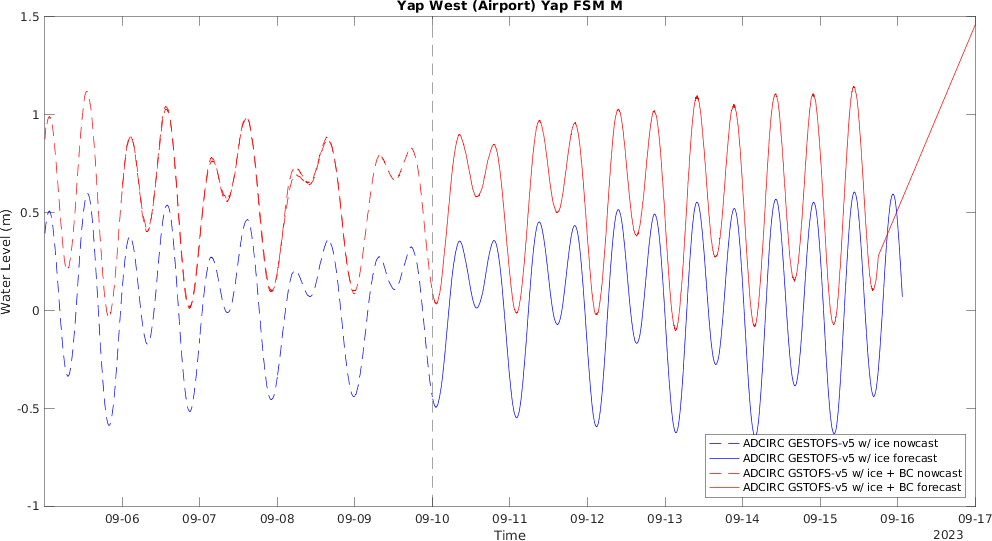 Yap West (Airport) Yap FSM M
1.5
1
0.5
0
-0.5
-1
Water Level (m)
ADCIRC GESTOFS-v5 w/ ice nowcast
ADCIRC GESTOFS-v5 w/ ice forecast
ADCIRC GSTOFS-v5 w/ ice + BC nowcast
ADCIRC GSTOFS-v5 w/ ice + BC forecast
09-06 09-07 09-08 09-09 09-10 09-11 09-12 09-13 09-14 09-15 09-16 09-17
Time
2023